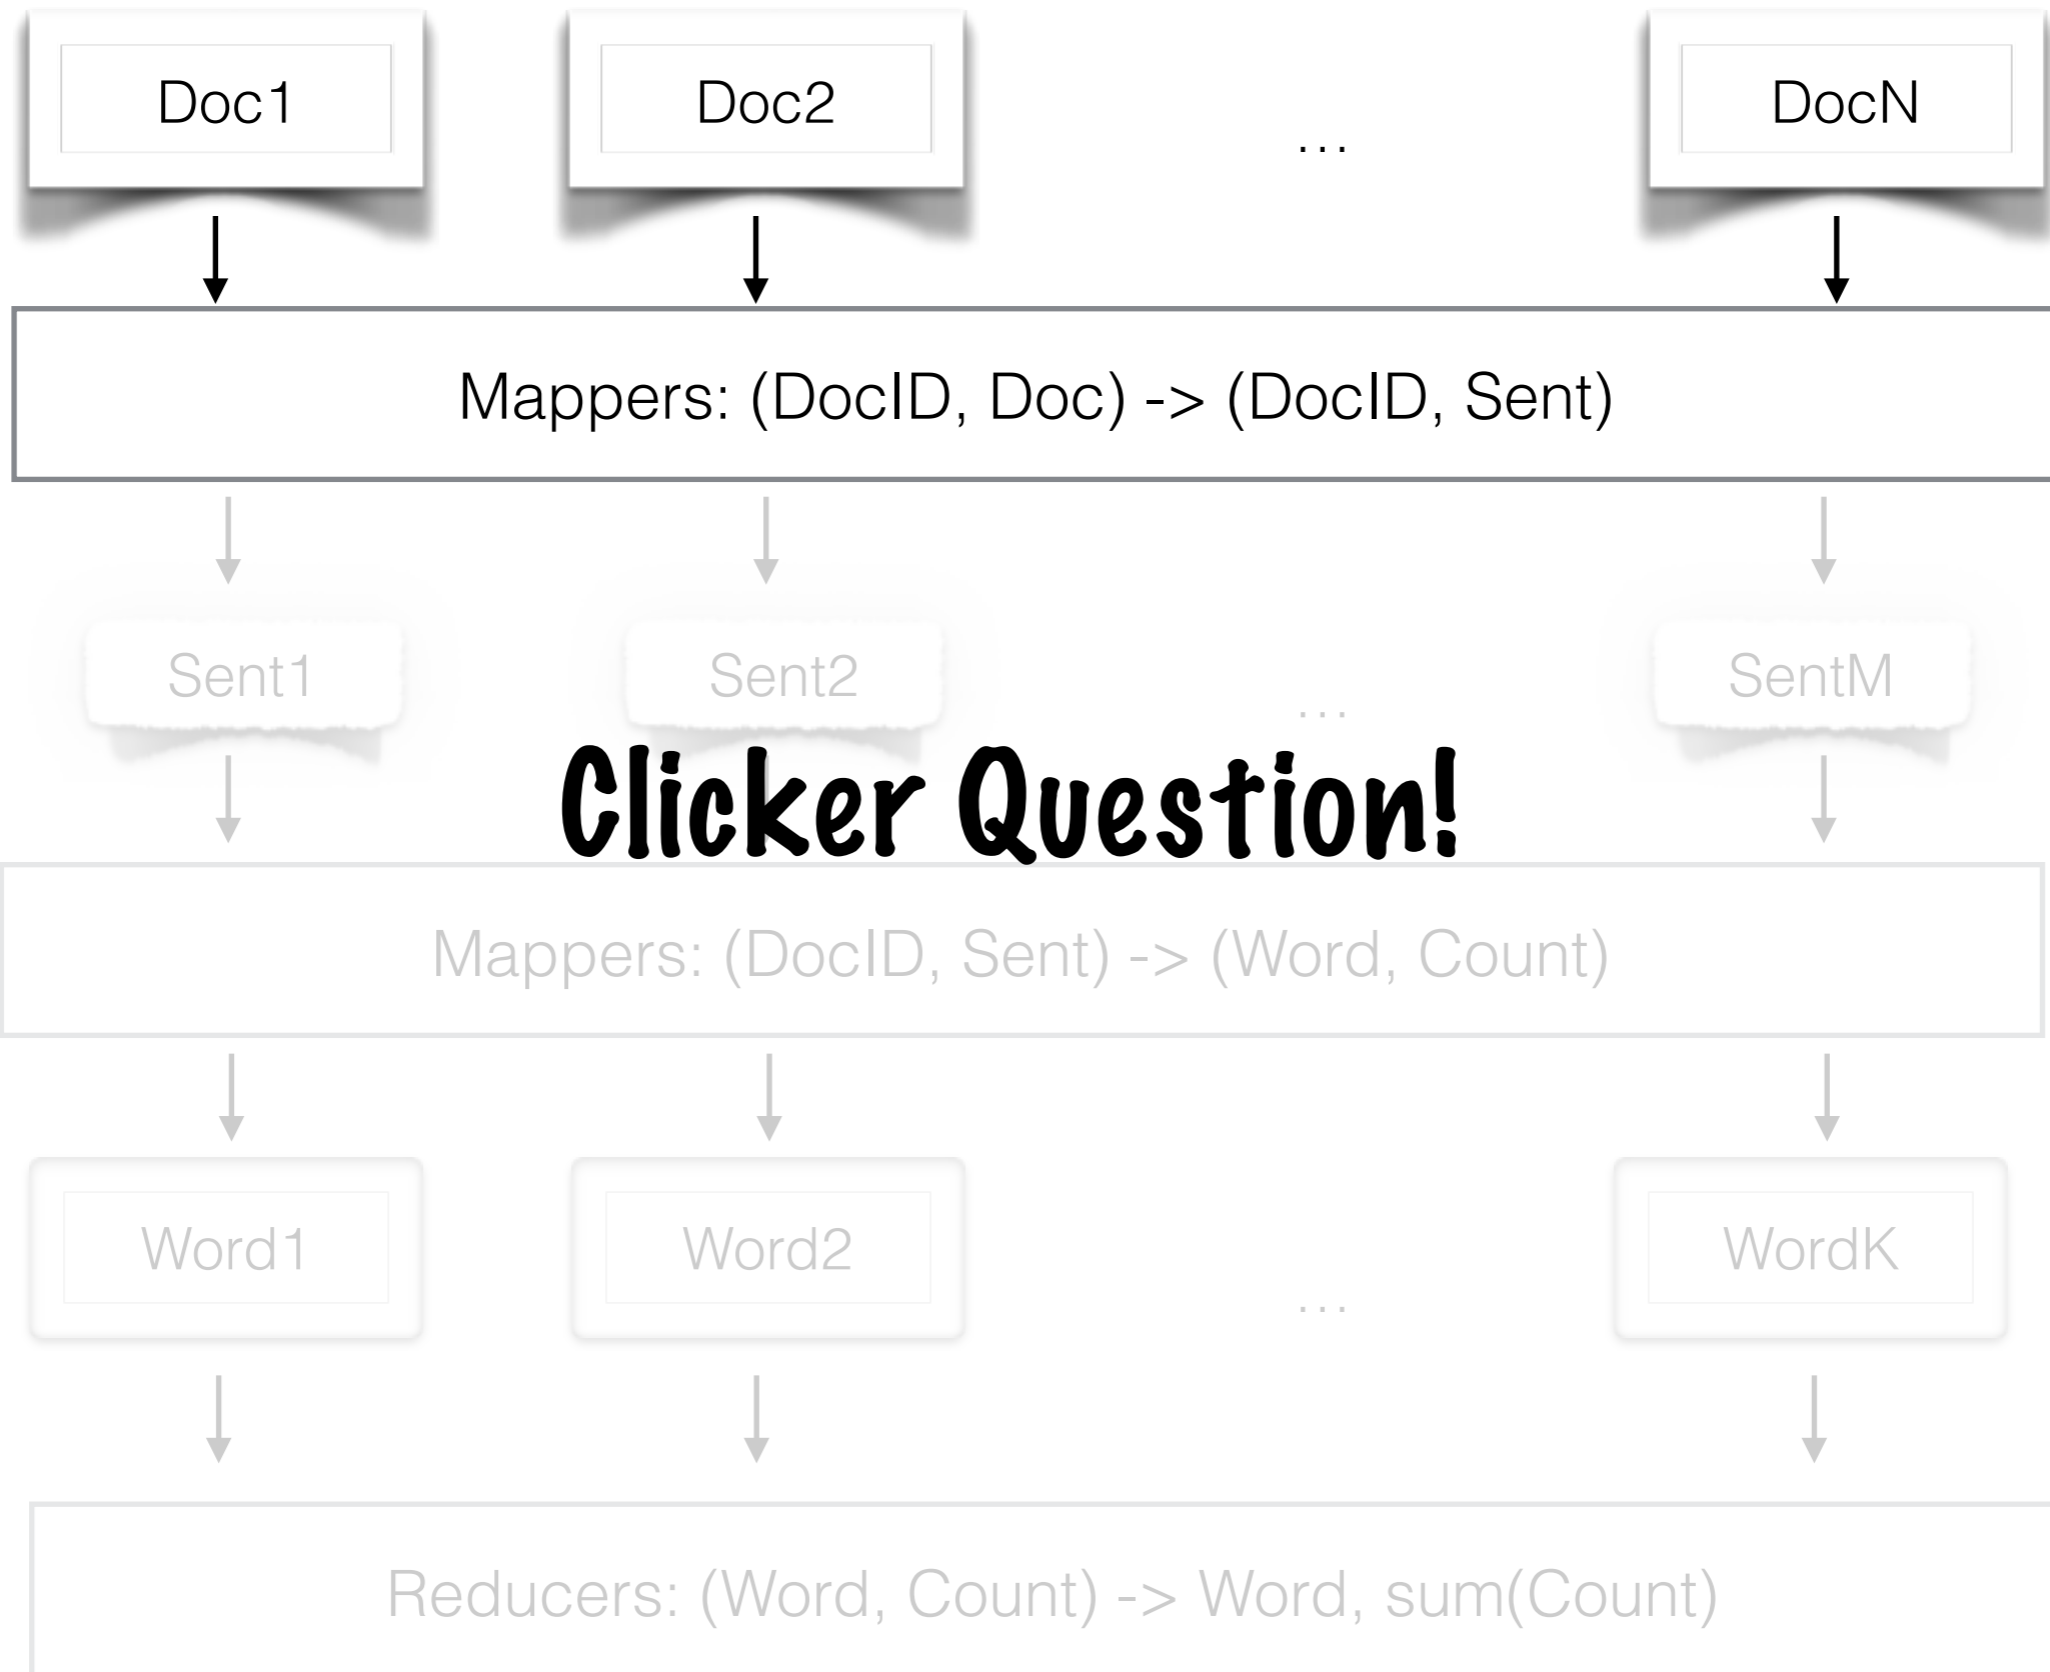 Doc1 Doc2 ... DocN
Mappers: (DocID, Doc) -> (DocID, Sent)
Sent1 Sent2 ... SentM
Clicker Question!
Mappers: (DocID, Sent) -> (Word, Count)
Word1 Word2 ... WordK
Reducers: (Word, Count) -> Word, sum(Count)